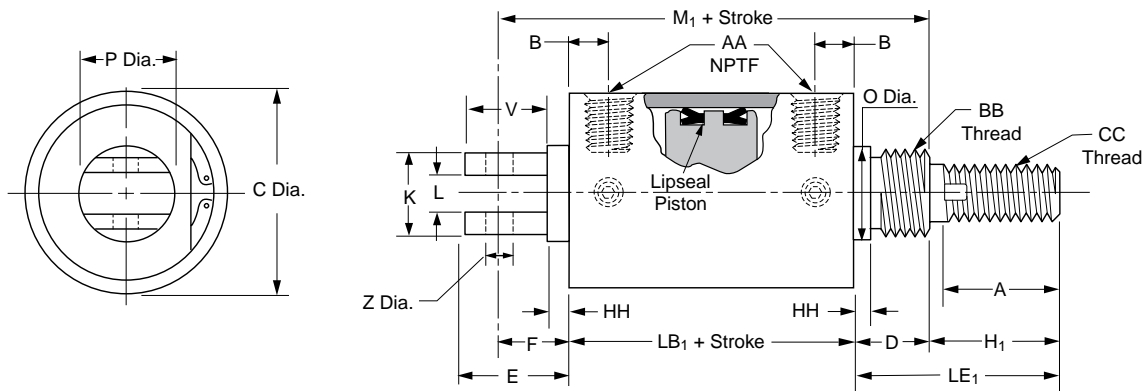 M1 + Stroke
B
AA
NPTF
B
P Dia.
O Dia.
BB
Thread
CC
Thread
V
K
L
C Dia.
Lipseal
Piston
Z Dia.
HH
HH
A
F
LB1 + Stroke
D
H1
E
LE1